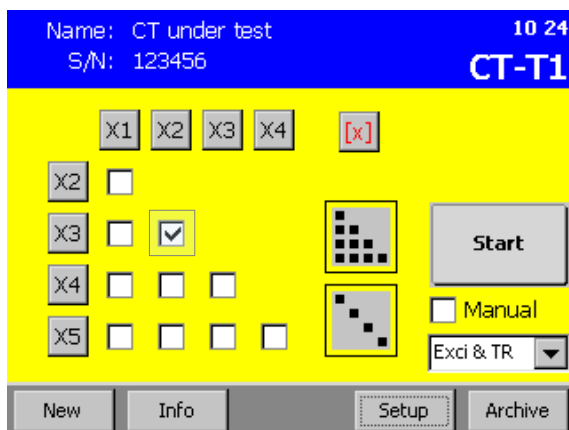 Name: CT under test
10 24
S/N: 123456
CT-T1
X1 X2 X3 X4 [x]
X2
X3
Start
X4
Manual
X5
Exci & TR
New Info Setup Archive